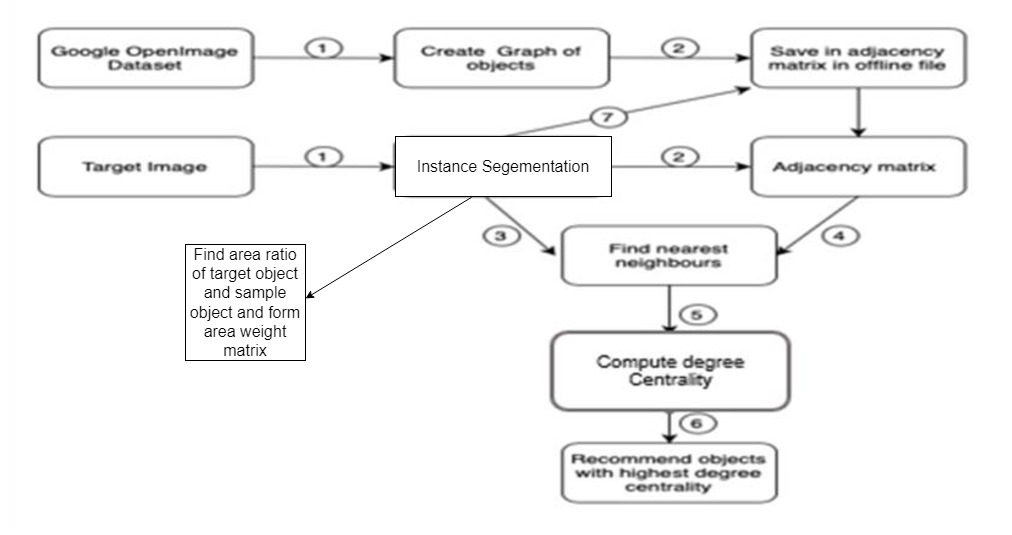 Google OpenImage
Dataset
1
Create Graph of
objects
2
Save in adjacency
matrix in offline file
7
Target Image
1
Instance Segementation
2
Adjacency matrix
3
4
Find nearest
neighbours
Find area ratio
of target object
and sample
object and form
area weight
matrix
5
Compute degree
Centrality
6
Recommend objects
with highest degree
centrality